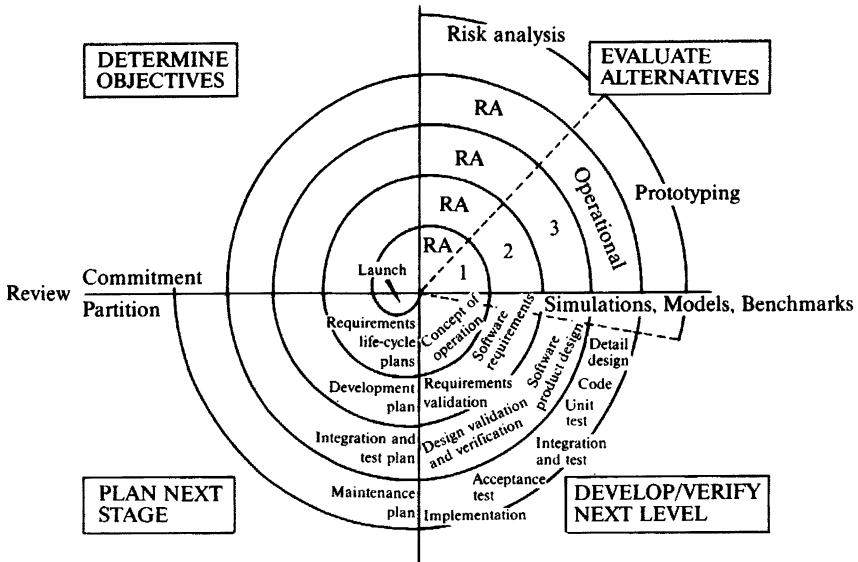 Risk analysis
DETERMINE
OBJECTIVES
EVALUATE
ALTERNATIVES
RA
RA
RA
RA
Operational
Prototyping
3
2
1
Launch
Review
Commitment
Partition
Simulations, Models, Benchmarks
Requirements
life-cycle
plans
Concept of
operation
Software
requirements
Software
product design
Detail
design
Code
Unit
test
Integration
and test
Development
plan
Requirements
validation
Integration and
test plan
Design validation
and verification
Acceptance
test
Maintenance
plan
Implementation
PLAN NEXT
STAGE
DEVELOP/VERIFY
NEXT LEVEL